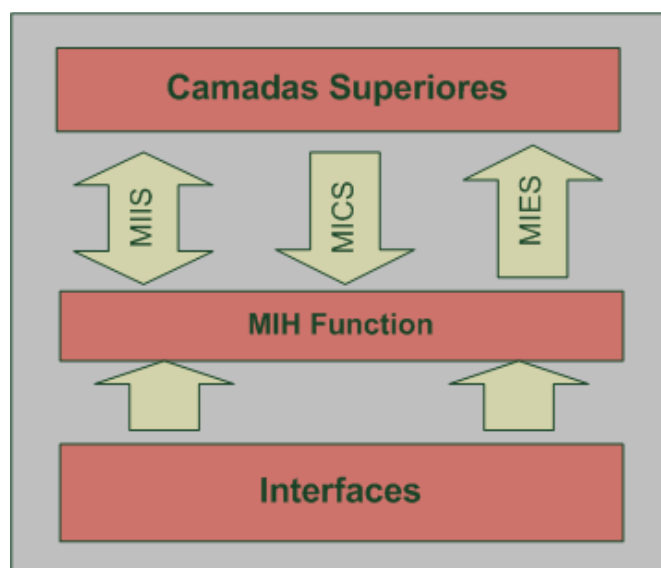 Camadas Superiores
MIIS
MICS
MIES
MIH Function
Interfaces